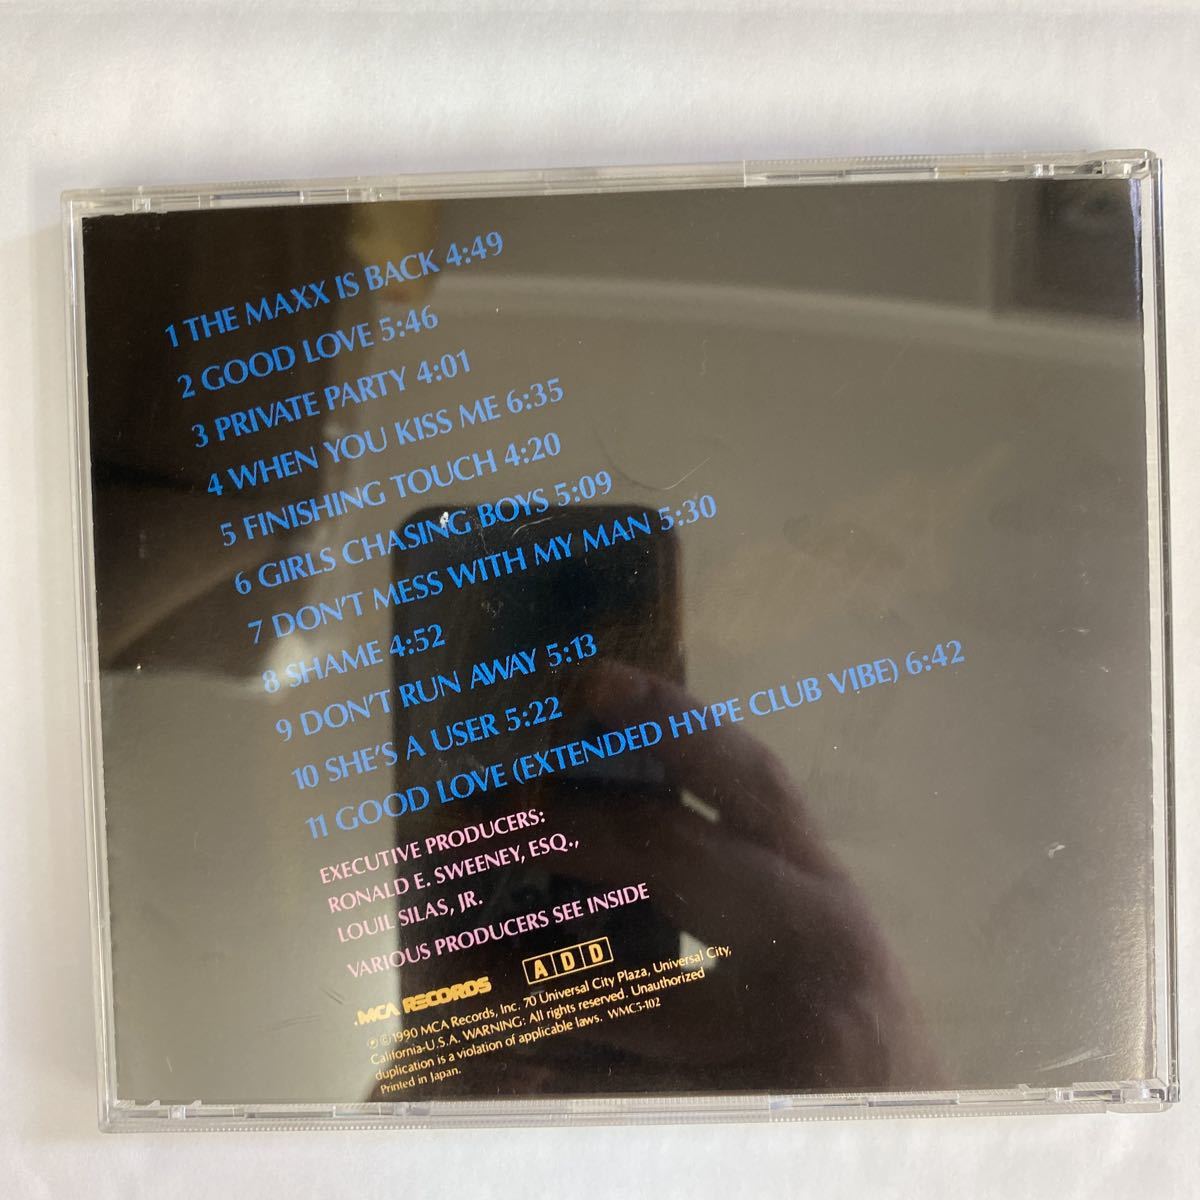 1 THE MAXX IS BACK 4:49
2 GOOD LOVE 5:46
3 PRIVATE PARTY 4:01
4 WHEN YOU KISS ME 6:35
5 FINISHING TOUCH 4:20
6 GIRLS CHASING BOYS 5:09
7 DON'T MESS WITH MY MAN 5:30
8 SHAME 4:52
9 DON'T RUN AWAY 5:13
10 SHE'S A USER 5:22
11 GOOD LOVE (EXTENDED HYPE CLUB VIBE) 6:42
EXECUTIVE PRODUCERS:
RONALD E. SWEENEY, ESQ.,
LOUIL SILAS, JR.
VARIOUS PRODUCERS SEE INSIDE
.MCA RECORDS ADD
℗©1990 MCA Records, Inc. 70 Universal City Plaza, Universal City,
California-U.S.A. WARNING: All rights reserved. Unauthorized
duplication is a violation of applicable laws. WMC5-102
Printed in Japan.